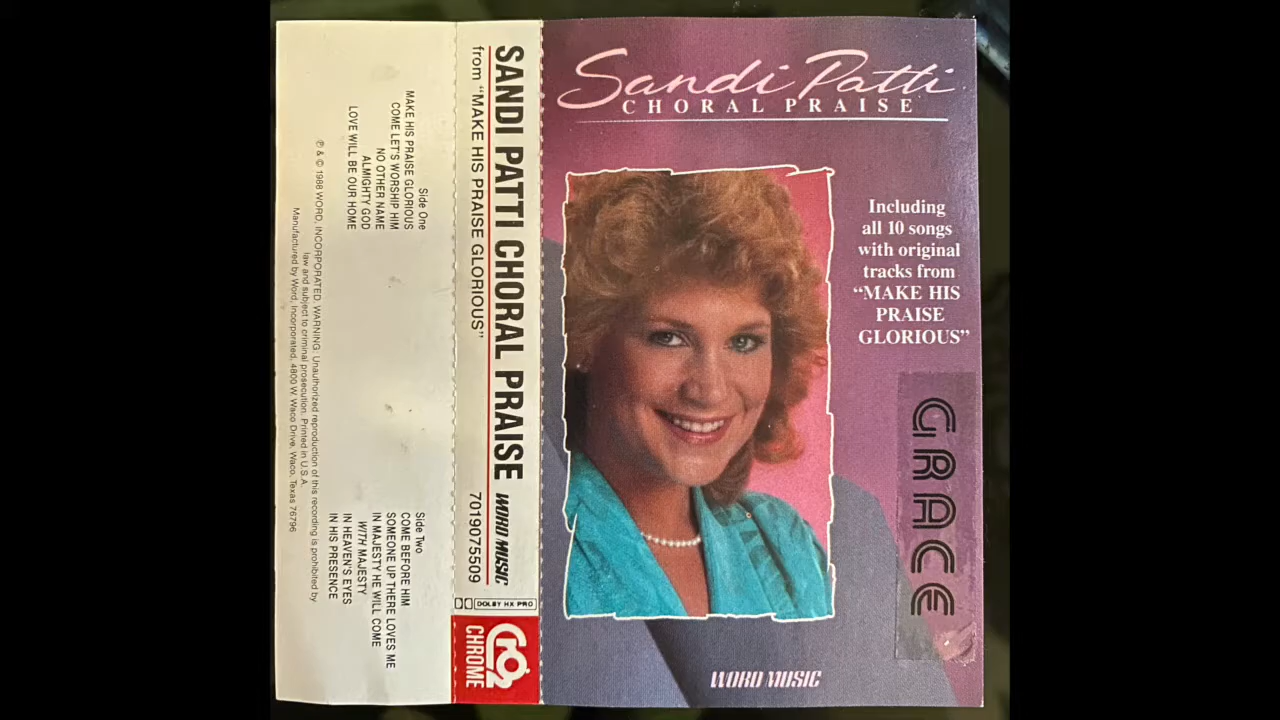 Sandi Patti
CHORAL PRAISE
Including
all 10 songs
with original
tracks from
“MAKE HIS
PRAISE
GLORIOUS”
GRACE
WORD MUSIC
SANDI PATTI CHORAL PRAISE WORD MUSIC
from “MAKE HIS PRAISE GLORIOUS” 7019075509
DOLBY HX PRO
CrO2
CHROME
Side One
MAKE HIS PRAISE GLORIOUS
COME LET'S WORSHIP HIM
NO OTHER NAME
ALMIGHTY GOD
LOVE WILL BE OUR HOME
Side Two
COME BEFORE HIM
SOMEONE UP THERE LOVES ME
IN MAJESTY HE WILL COME
WITH MAJESTY
IN HEAVEN'S EYES
IN HIS PRESENCE
℗ & © 1988 WORD, INCORPORATED. WARNING: Unauthorized reproduction of this recording is prohibited by
law and subject to criminal prosecution. Printed in U.S.A.
Manufactured by Word, Incorporated, 4800 W. Waco Drive, Waco, Texas 76796